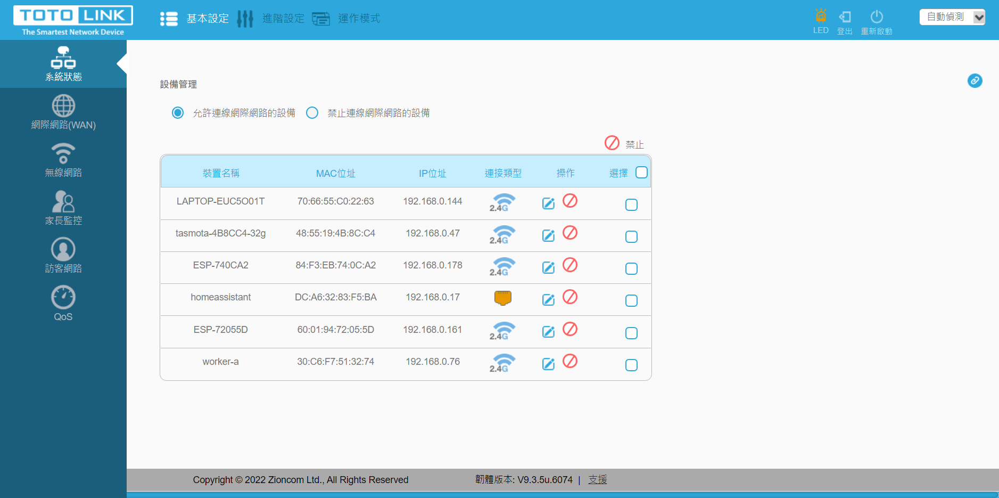 TOTO LINK
The Smartest Network Device
基本設定 進階設定 運作模式
LED 登出 重新啟動
自動偵測
系統狀態
網際網路(WAN)
無線網路
家長監控
訪客網路
QoS
設備管理
允許連線網際網路的設備 禁止連線網際網路的設備
禁止
裝置名稱 MAC位址 IP位址 連接類型 操作 選擇
LAPTOP-EUC5O01T 70:66:55:C0:22:63 192.168.0.144 2.4G
tasmota-4B8CC4-32g 48:55:19:4B:8C:C4 192.168.0.47 2.4G
ESP-740CA2 84:F3:EB:74:0C:A2 192.168.0.178 2.4G
homeassistant DC:A6:32:83:F5:BA 192.168.0.17
ESP-72055D 60:01:94:72:05:5D 192.168.0.161 2.4G
worker-a 30:C6:F7:51:32:74 192.168.0.76 2.4G
Copyright © 2022 Zioncom Ltd., All Rights Reserved 韌體版本: V9.3.5u.6074 | 支援